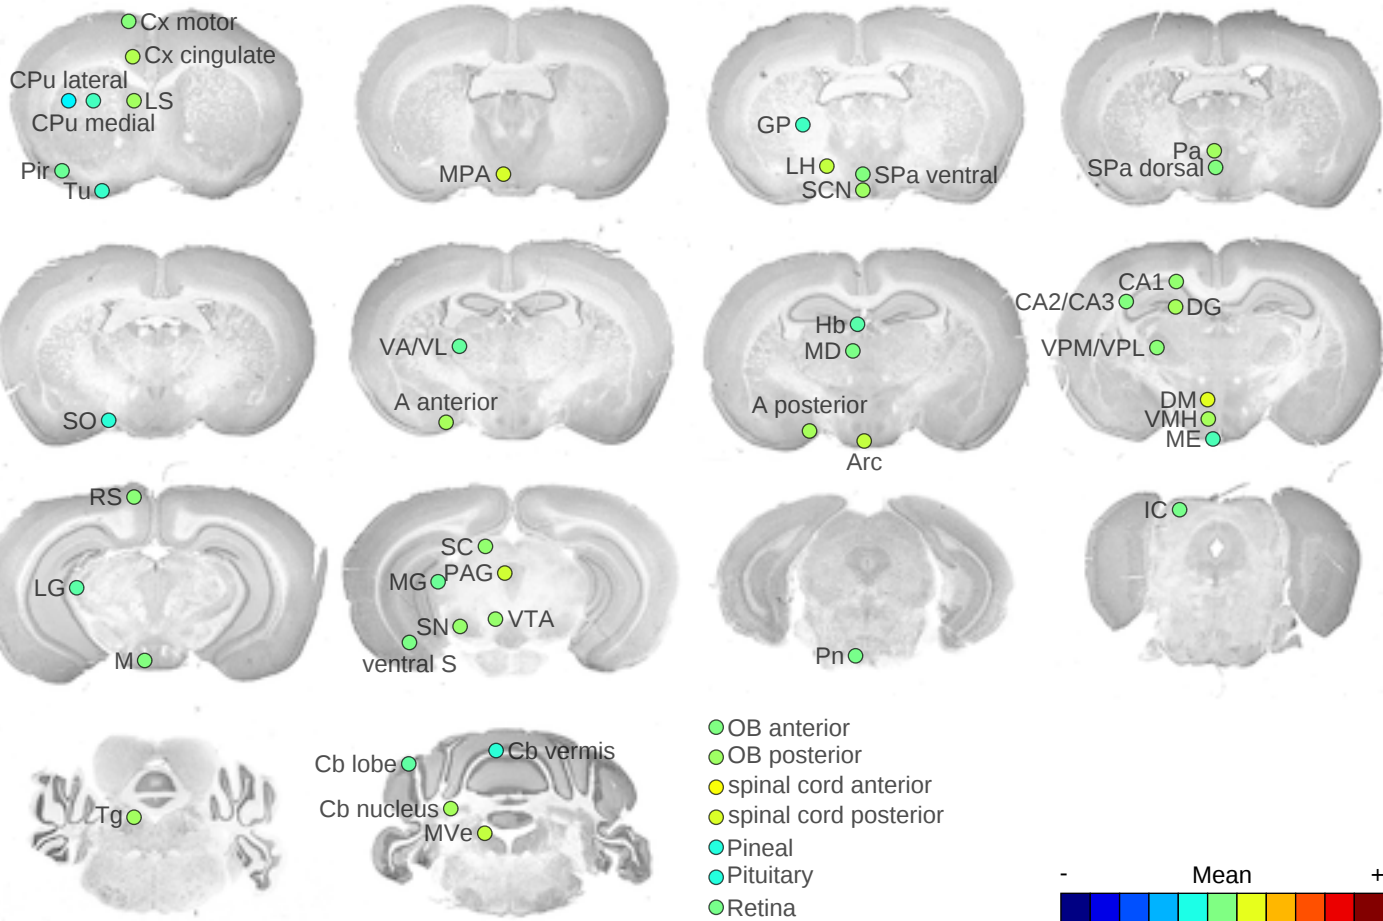 Cx motor
Cx cingulate
CPu lateral
LS
CPu medial
Pir
Tu
MPA
GP
LH
SPa ventral
SCN
Pa
SPa dorsal
SO
VA/VL
A anterior
Hb
MD
A posterior
Arc
CA1
CA2/CA3
DG
VPM/VPL
DM
VMH
ME
RS
LG
M
SC
PAG
MG
VTA
SN
ventral S
Pn
IC
Tg
Cb lobe
Cb vermis
Cb nucleus
MVe
OB anterior
OB posterior
spinal cord anterior
spinal cord posterior
Pineal
Pituitary
Retina
- Mean +